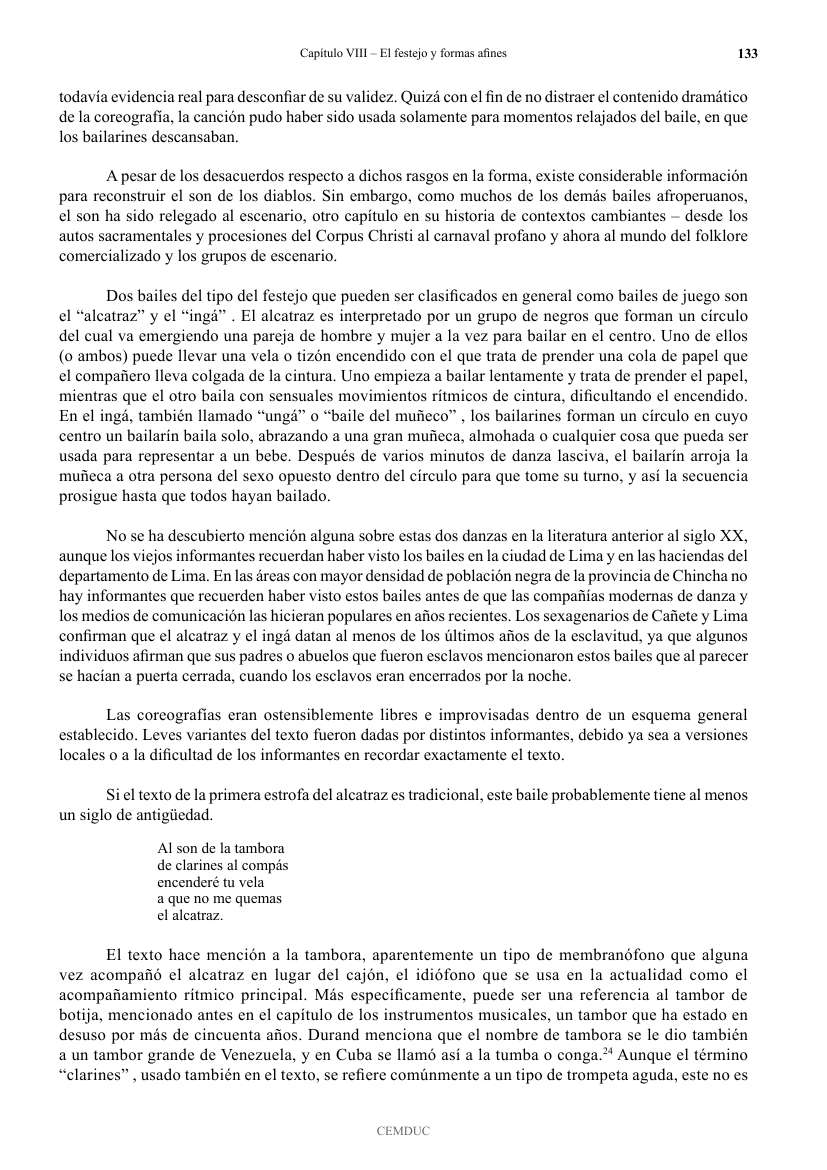 Capítulo VIII – El festejo y formas afines
133
todavía evidencia real para desconfiar de su validez. Quizá con el fin de no distraer el contenido dramático
de la coreografía, la canción pudo haber sido usada solamente para momentos relajados del baile, en que
los bailarines descansaban.
A pesar de los desacuerdos respecto a dichos rasgos en la forma, existe considerable información
para reconstruir el son de los diablos. Sin embargo, como muchos de los demás bailes afroperuanos,
el son ha sido relegado al escenario, otro capítulo en su historia de contextos cambiantes – desde los
autos sacramentales y procesiones del Corpus Christi al carnaval profano y ahora al mundo del folklore
comercializado y los grupos de escenario.
Dos bailes del tipo del festejo que pueden ser clasificados en general como bailes de juego son
el “alcatraz” y el “ingá” . El alcatraz es interpretado por un grupo de negros que forman un círculo
del cual va emergiendo una pareja de hombre y mujer a la vez para bailar en el centro. Uno de ellos
(o ambos) puede llevar una vela o tizón encendido con el que trata de prender una cola de papel que
el compañero lleva colgada de la cintura. Uno empieza a bailar lentamente y trata de prender el papel,
mientras que el otro baila con sensuales movimientos rítmicos de cintura, dificultando el encendido.
En el ingá, también llamado “ungá” o “baile del muñeco” , los bailarines forman un círculo en cuyo
centro un bailarín baila solo, abrazando a una gran muñeca, almohada o cualquier cosa que pueda ser
usada para representar a un bebe. Después de varios minutos de danza lasciva, el bailarín arroja la
muñeca a otra persona del sexo opuesto dentro del círculo para que tome su turno, y así la secuencia
prosigue hasta que todos hayan bailado.
No se ha descubierto mención alguna sobre estas dos danzas en la literatura anterior al siglo XX,
aunque los viejos informantes recuerdan haber visto los bailes en la ciudad de Lima y en las haciendas del
departamento de Lima. En las áreas con mayor densidad de población negra de la provincia de Chincha no
hay informantes que recuerden haber visto estos bailes antes de que las compañías modernas de danza y
los medios de comunicación las hicieran populares en años recientes. Los sexagenarios de Cañete y Lima
confirman que el alcatraz y el ingá datan al menos de los últimos años de la esclavitud, ya que algunos
individuos afirman que sus padres o abuelos que fueron esclavos mencionaron estos bailes que al parecer
se hacían a puerta cerrada, cuando los esclavos eran encerrados por la noche.
Las coreografías eran ostensiblemente libres e improvisadas dentro de un esquema general
establecido. Leves variantes del texto fueron dadas por distintos informantes, debido ya sea a versiones
locales o a la dificultad de los informantes en recordar exactamente el texto.
Si el texto de la primera estrofa del alcatraz es tradicional, este baile probablemente tiene al menos
un siglo de antigüedad.
Al son de la tambora
de clarines al compás
encenderé tu vela
a que no me quemas
el alcatraz.
El texto hace mención a la tambora, aparentemente un tipo de membranófono que alguna
vez acompañó el alcatraz en lugar del cajón, el idiófono que se usa en la actualidad como el
acompañamiento rítmico principal. Más específicamente, puede ser una referencia al tambor de
botija, mencionado antes en el capítulo de los instrumentos musicales, un tambor que ha estado en
desuso por más de cincuenta años. Durand menciona que el nombre de tambora se le dio también
a un tambor grande de Venezuela, y en Cuba se llamó así a la tumba o conga.24 Aunque el término
“clarines” , usado también en el texto, se refiere comúnmente a un tipo de trompeta aguda, este no es
CEMDUC